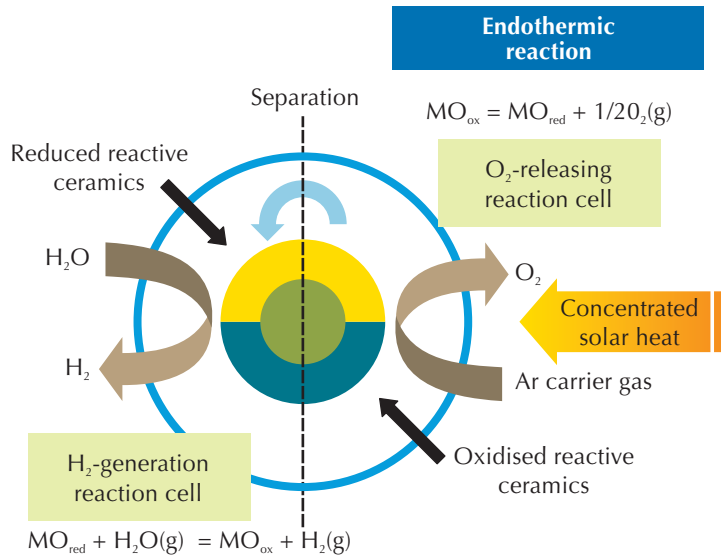 Endothermic
reaction
Separation
MOox = MOred + 1/2O2(g)
Reduced reactive
ceramics
O2-releasing
reaction cell
H2O
O2
Concentrated
solar heat
H2
Ar carrier gas
H2-generation
reaction cell
Oxidised reactive
ceramics
MOred + H2O(g) = MOox + H2(g)